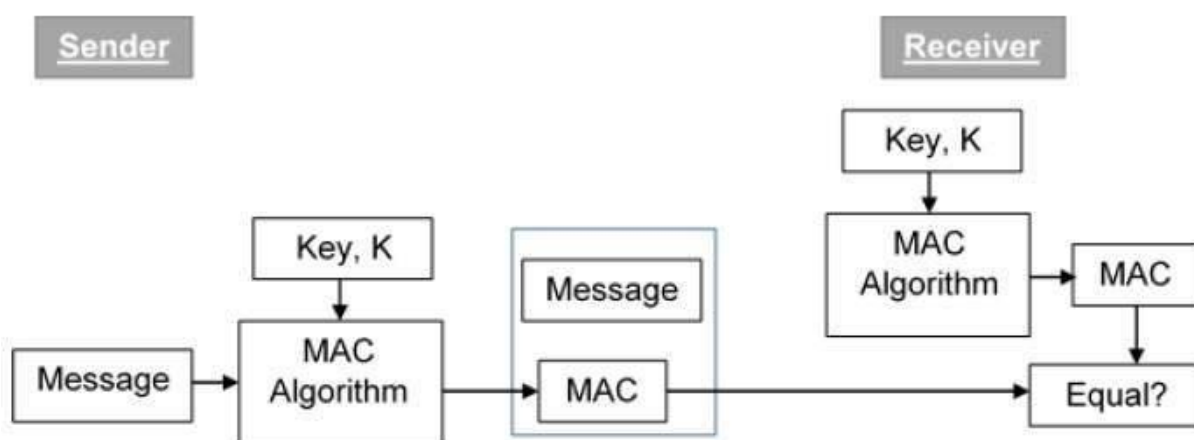 Sender
Receiver
Key, K
Key, K
MAC
Algorithm
MAC
Message
MAC
Algorithm
Message
MAC
Equal?